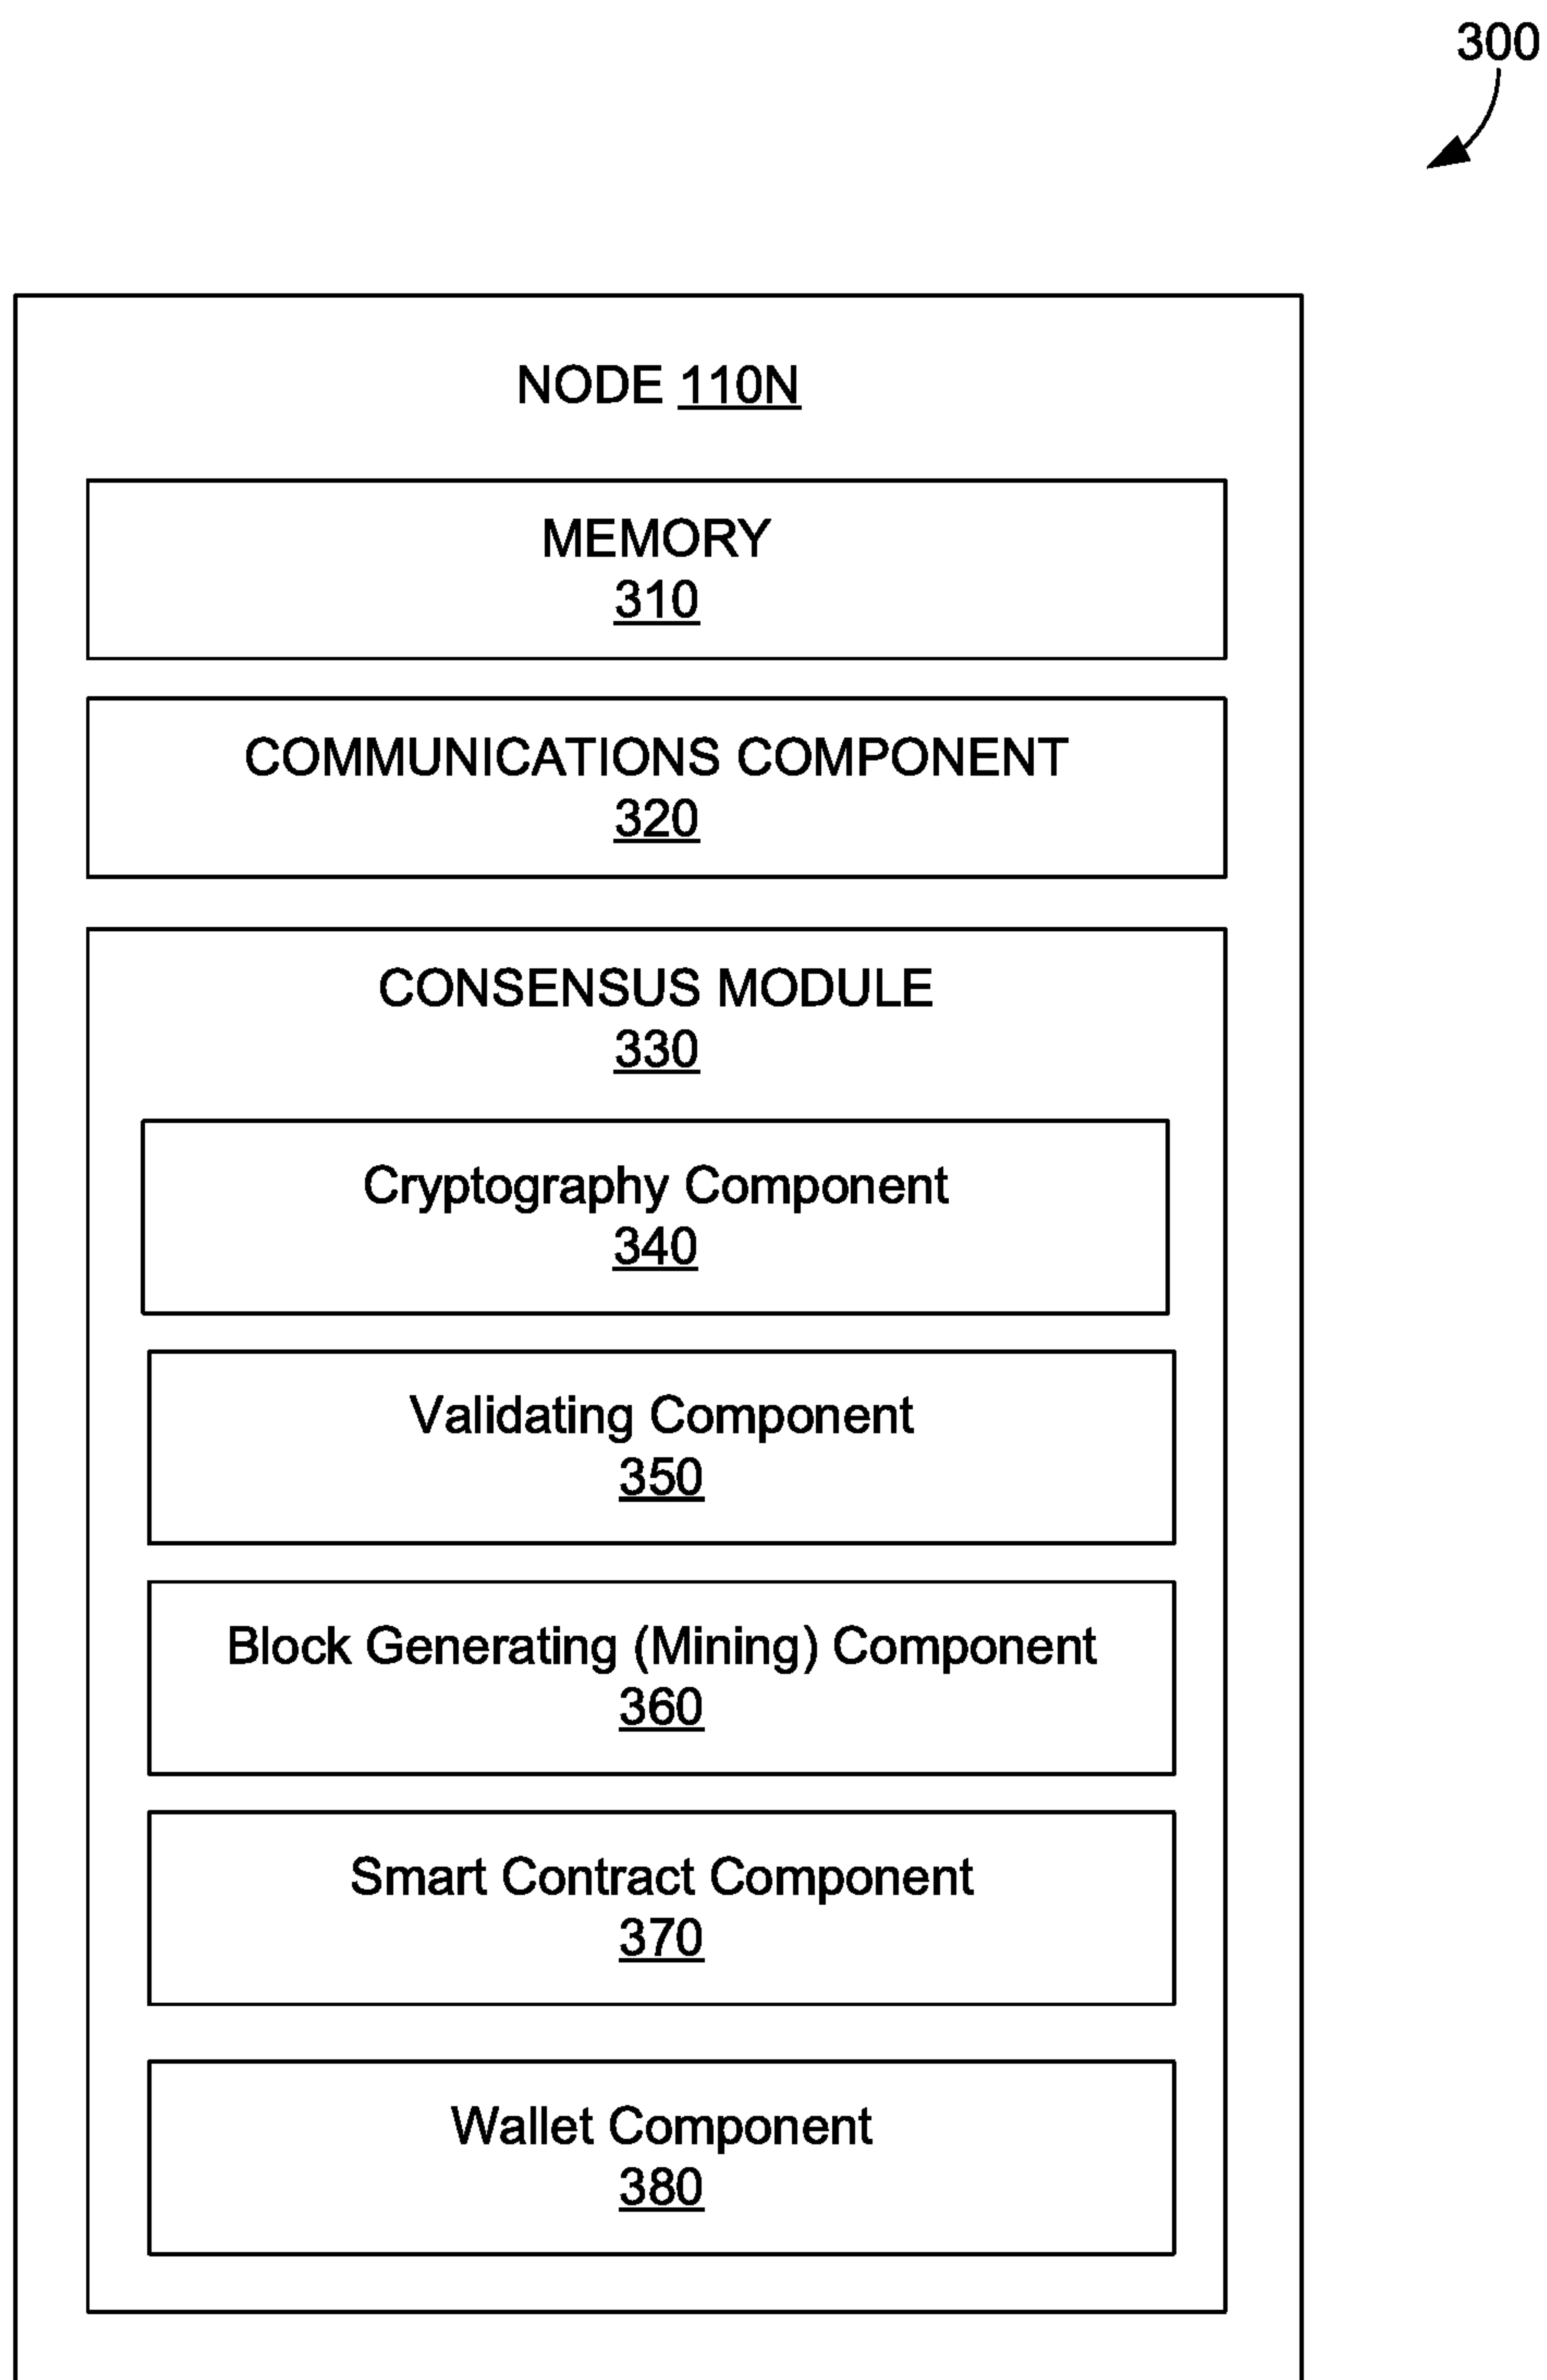 300
NODE 110N
MEMORY
310
COMMUNICATIONS COMPONENT
320
CONSENSUS MODULE
330
Cryptography Component
340
Validating Component
350
Block Generating (Mining) Component
360
Smart Contract Component
370
Wallet Component
380